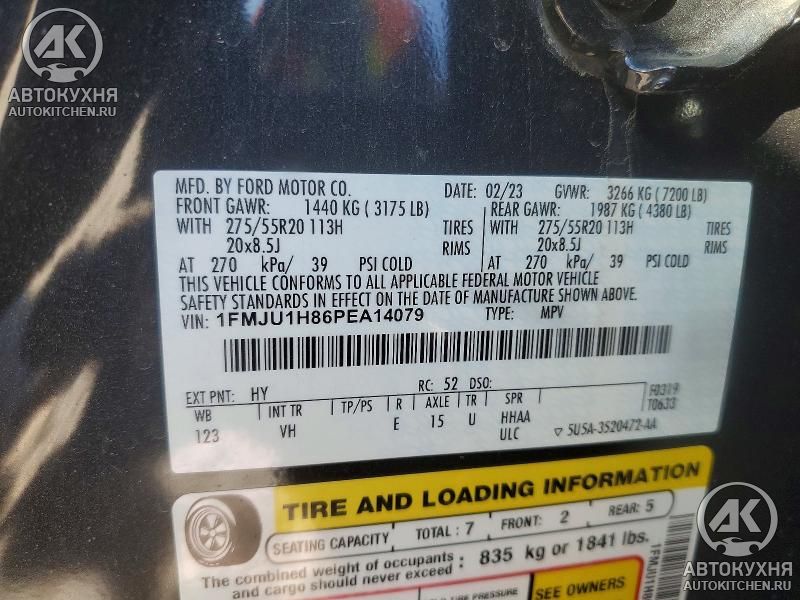 AK
АВТОКУХНЯ
AUTOKITCHEN.RU
MFD. BY FORD MOTOR CO. DATE: 02/23 GVWR: 3266 KG ( 7200 LB)
FRONT GAWR: 1440 KG ( 3175 LB) REAR GAWR: 1987 KG ( 4380 LB)
WITH 275/55R20 113H TIRES WITH 275/55R20 113H TIRES
20x8.5J RIMS 20x8.5J RIMS
AT 270 kPa/ 39 PSI COLD AT 270 kPa/ 39 PSI COLD
THIS VEHICLE CONFORMS TO ALL APPLICABLE FEDERAL MOTOR VEHICLE
SAFETY STANDARDS IN EFFECT ON THE DATE OF MANUFACTURE SHOWN ABOVE.
VIN: 1FMJU1H86PEA14079 TYPE: MPV
EXT PNT: HY RC: 52 DSO: F0319
WB INT TR TP/PS R AXLE TR SPR T0633
123 VH E 15 U HHAA
ULC ▽ 5U5A-3520472-AA
TIRE AND LOADING INFORMATION
SEATING CAPACITY TOTAL : 7 FRONT: 2 REAR: 5
The combined weight of occupants : 835 kg or 1841 lbs.
and cargo should never exceed
TIRE PRESSURE SEE OWNERS
AK
АВТОКУХНЯ
AUTOKITCHEN.RU